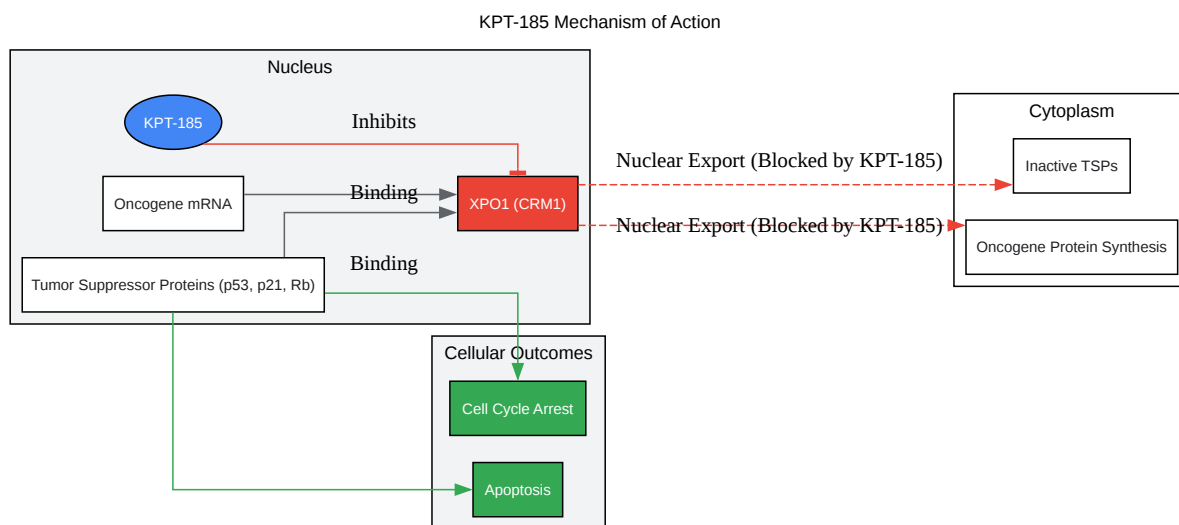 KPT-185 Mechanism of Action
Nucleus
KPT-185
Inhibits
Oncogene mRNA
Binding
XPO1 (CRM1)
Tumor Suppressor Proteins (p53, p21, Rb)
Binding
Nuclear Export (Blocked by KPT-185)
Nuclear Export (Blocked by KPT-185)
Cytoplasm
Inactive TSPs
Oncogene Protein Synthesis
Cellular Outcomes
Cell Cycle Arrest
Apoptosis